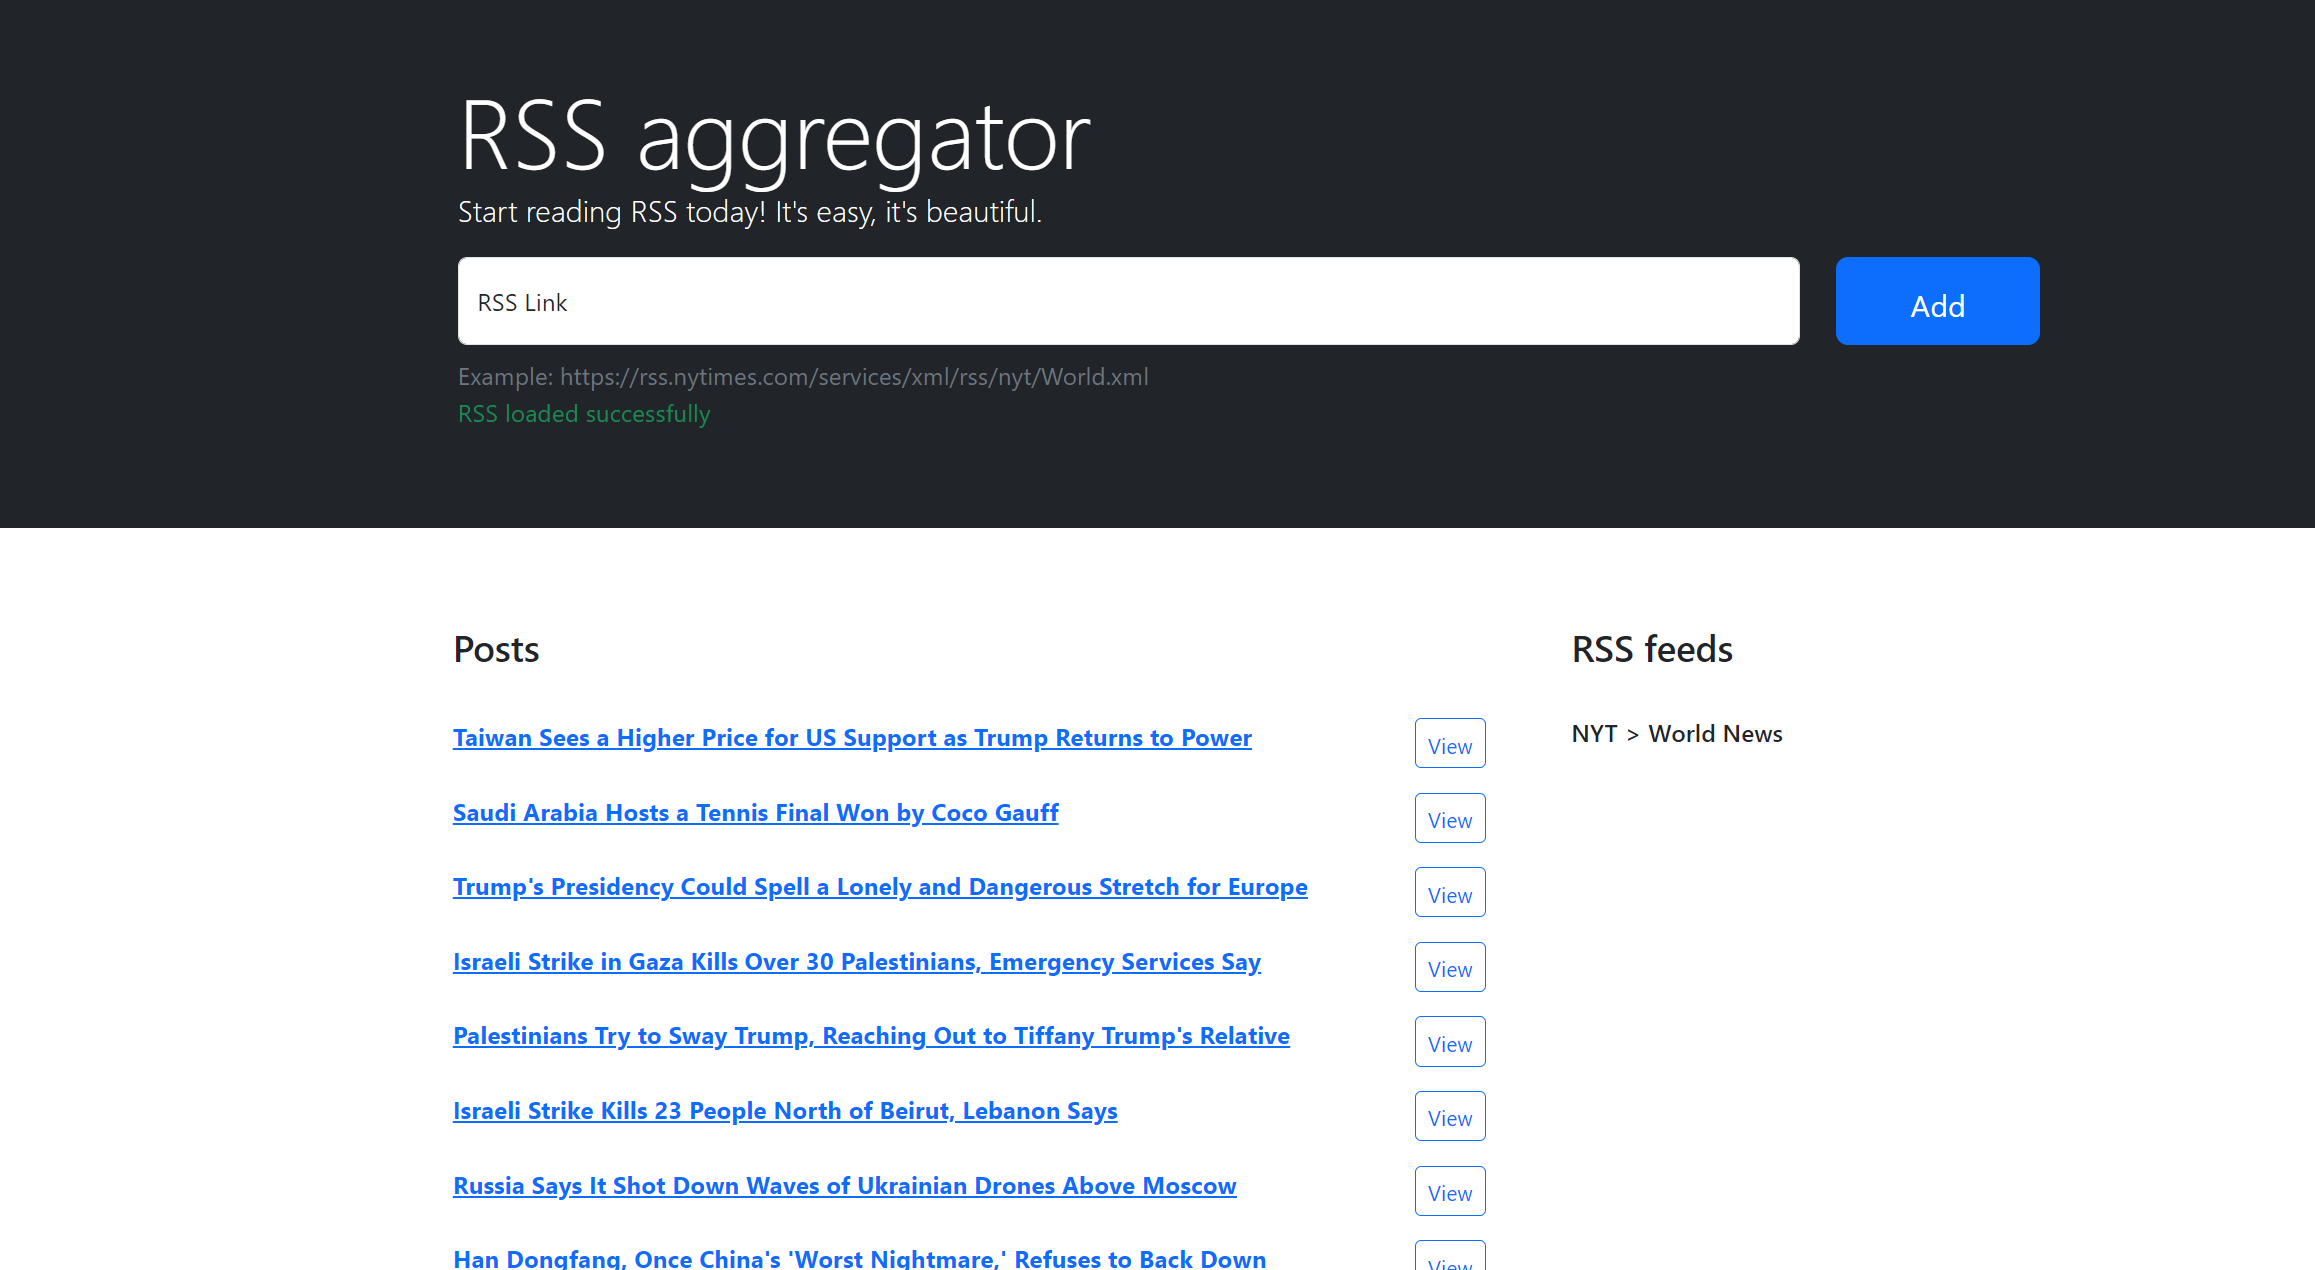 RSS aggregator
Start reading RSS today! It's easy, it's beautiful.
RSS Link
Add
Example: https://rss.nytimes.com/services/xml/rss/nyt/World.xml
RSS loaded successfully
Posts
Taiwan Sees a Higher Price for US Support as Trump Returns to Power
View
Saudi Arabia Hosts a Tennis Final Won by Coco Gauff
View
Trump's Presidency Could Spell a Lonely and Dangerous Stretch for Europe
View
Israeli Strike in Gaza Kills Over 30 Palestinians, Emergency Services Say
View
Palestinians Try to Sway Trump, Reaching Out to Tiffany Trump's Relative
View
Israeli Strike Kills 23 People North of Beirut, Lebanon Says
View
Russia Says It Shot Down Waves of Ukrainian Drones Above Moscow
View
Han Dongfang, Once China's 'Worst Nightmare,' Refuses to Back Down
View
RSS feeds
NYT > World News